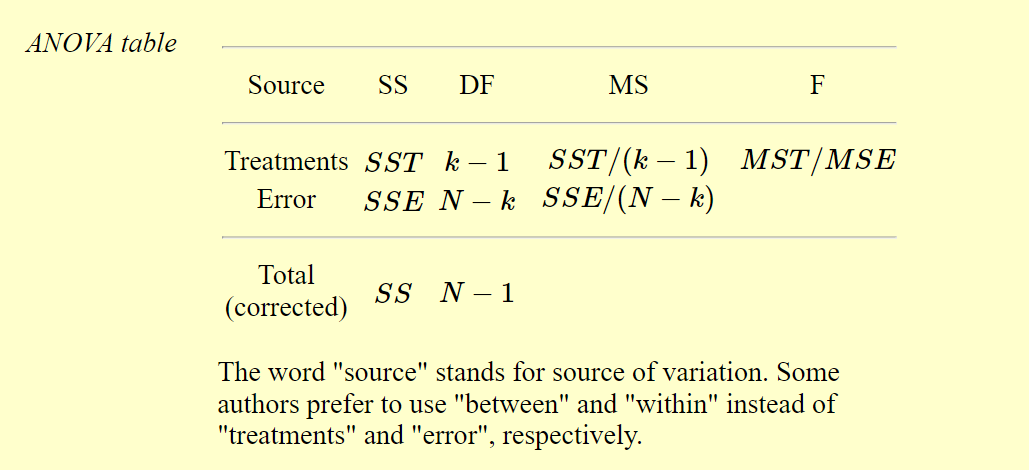 ANOVA table
Source SS DF MS F
Treatments SST k − 1 SST/(k − 1) MST/MSE
Error SSE N − k SSE/(N − k)
Total
(corrected) SS N − 1
The word "source" stands for source of variation. Some
authors prefer to use "between" and "within" instead of
"treatments" and "error", respectively.